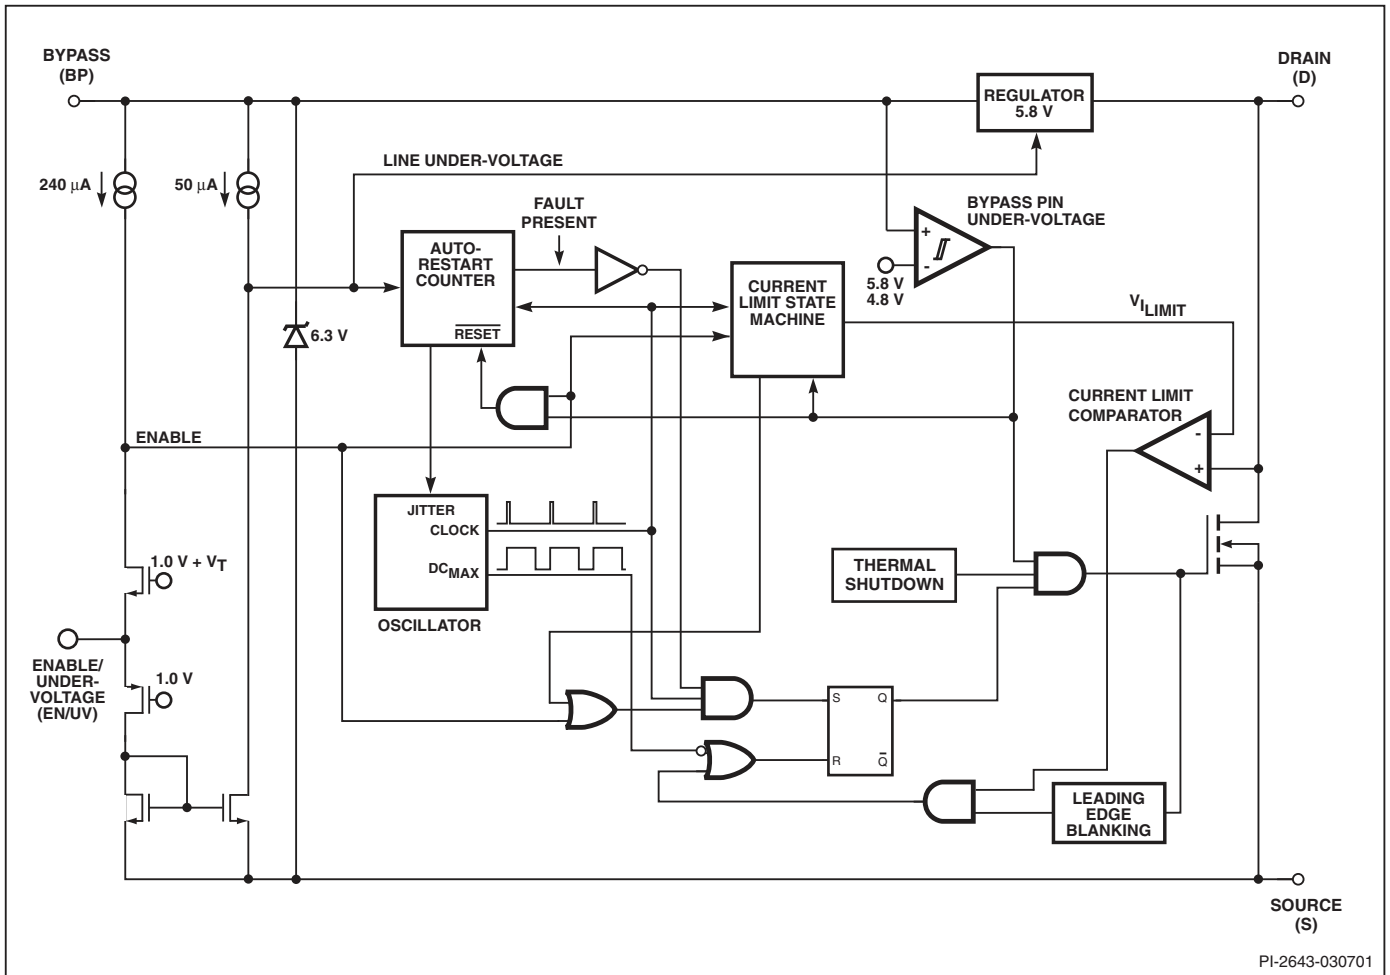 BYPASS
(BP)
DRAIN
(D)
REGULATOR
5.8 V
LINE UNDER-VOLTAGE
240 μA
50 μA
FAULT
PRESENT
BYPASS PIN
UNDER-VOLTAGE
+
-
5.8 V
4.8 V
AUTO-
RESTART
COUNTER
RESET
CURRENT
LIMIT STATE
MACHINE
VILIMIT
6.3 V
CURRENT LIMIT
COMPARATOR
-
+
ENABLE
JITTER
CLOCK
DCMAX
OSCILLATOR
1.0 V + VT
THERMAL
SHUTDOWN
ENABLE/
UNDER-
VOLTAGE
(EN/UV)
1.0 V
S Q
R Q̅
LEADING
EDGE
BLANKING
SOURCE
(S)
PI-2643-030701